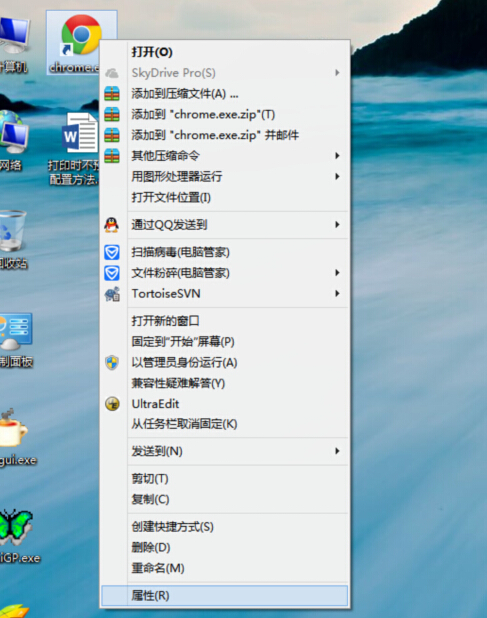 计算机
chrome.e
网络
打印时不
配置方法.
回收站
制面板
gui.exe
iGP.exe
打开(O)
SkyDrive Pro(S)
添加到压缩文件(A) ...
添加到 "chrome.exe.zip"(T)
添加到 "chrome.exe.zip" 并邮件
其他压缩命令
用图形处理器运行
打开文件位置(I)
通过QQ发送到
扫描病毒(电脑管家)
文件粉碎(电脑管家)
TortoiseSVN
打开新的窗口
固定到"开始"屏幕(P)
以管理员身份运行(A)
兼容性疑难解答(Y)
UltraEdit
从任务栏取消固定(K)
发送到(N)
剪切(T)
复制(C)
创建快捷方式(S)
删除(D)
重命名(M)
属性(R)